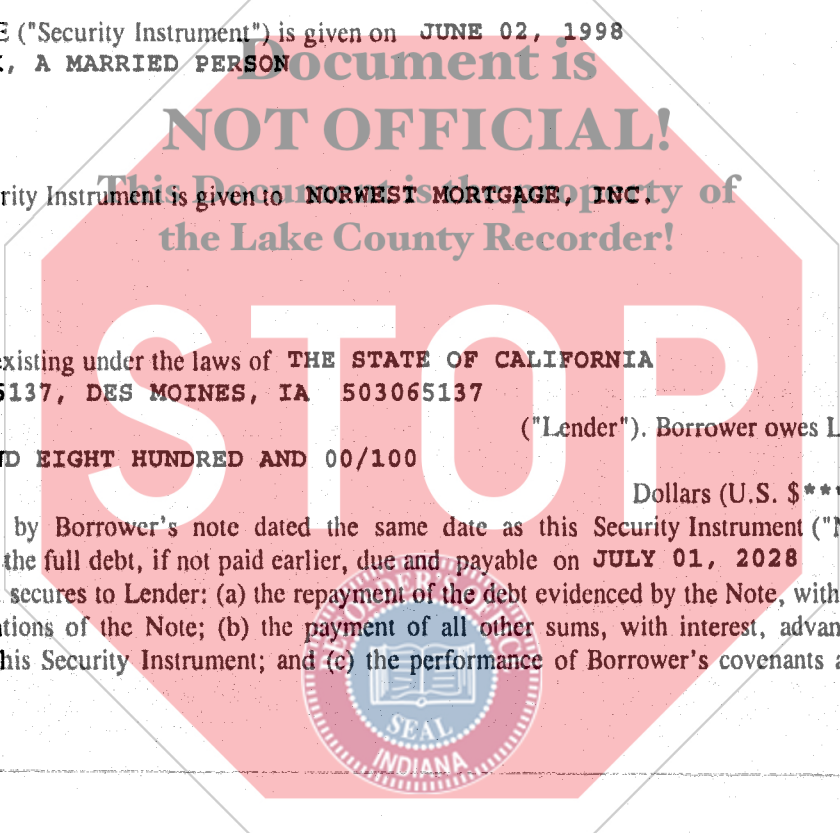 ("Security Instrument") is given on JUNE 02, 1998
, A MARRIED PERSON
Document is
NOT OFFICIAL!
This Document is the property of
Instrument is given to NORWEST MORTGAGE, INC.
the Lake County Recorder!
existing under the laws of THE STATE OF CALIFORNIA
5137, DES MOINES, IA 503065137
STOP
("Lender"). Borrower owes L
EIGHT HUNDRED AND 00/100
Dollars (U.S. $***
by Borrower's note dated the same date as this Security Instrument ("N
the full debt, if not paid earlier, due and payable on JULY 01, 2028
secures to Lender: (a) the repayment of the debt evidenced by the Note, with
of the Note; (b) the payment of all other sums, with interest, advan
his Security Instrument; and (c) the performance of Borrower's covenants a
RECORDER'S OFFICE
SEAL
INDIANA